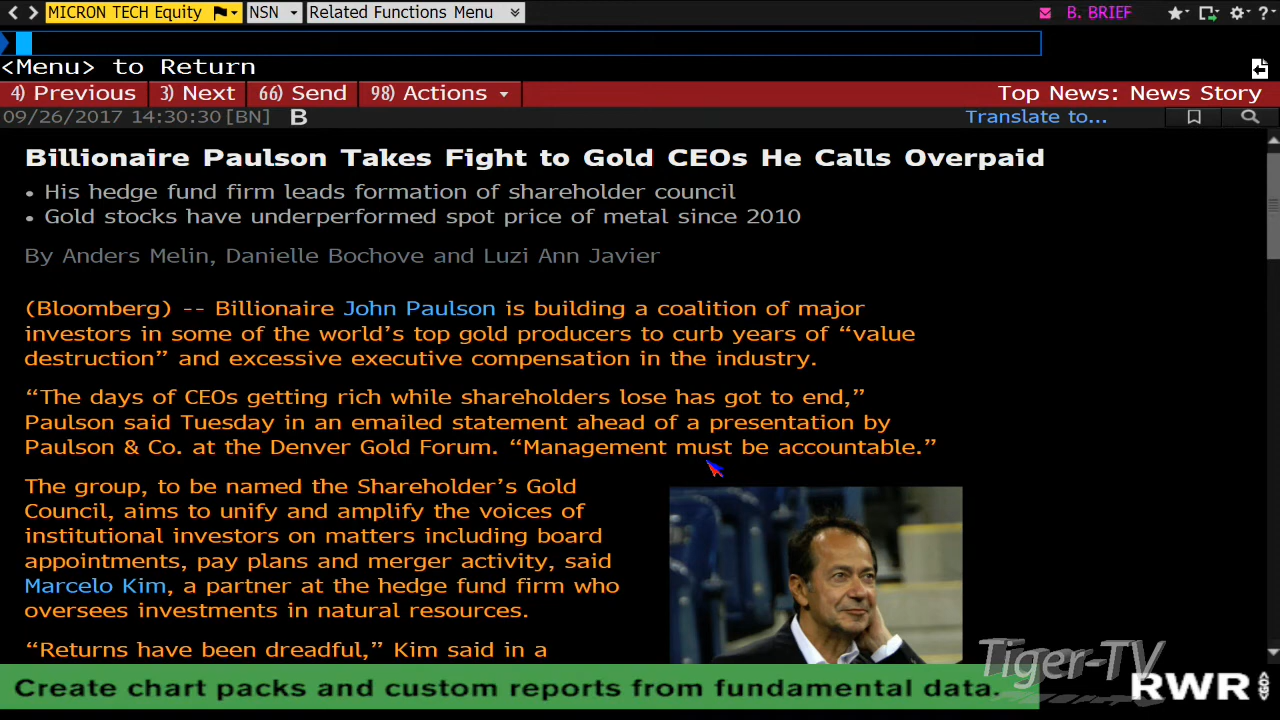 MICRON TECH Equity NSN Related Functions Menu B. BRIEF
<Menu> to Return
4) Previous 3) Next 66) Send 98) Actions Top News: News Story
09/26/2017 14:30:30 [BN] B Translate to...
Billionaire Paulson Takes Fight to Gold CEOs He Calls Overpaid
• His hedge fund firm leads formation of shareholder council
• Gold stocks have underperformed spot price of metal since 2010
By Anders Melin, Danielle Bochove and Luzi Ann Javier
(Bloomberg) -- Billionaire John Paulson is building a coalition of major
investors in some of the world’s top gold producers to curb years of “value
destruction” and excessive executive compensation in the industry.
“The days of CEOs getting rich while shareholders lose has got to end,”
Paulson said Tuesday in an emailed statement ahead of a presentation by
Paulson & Co. at the Denver Gold Forum. “Management must be accountable.”
The group, to be named the Shareholder’s Gold
Council, aims to unify and amplify the voices of
institutional investors on matters including board
appointments, pay plans and merger activity, said
Marcelo Kim, a partner at the hedge fund firm who
oversees investments in natural resources.
“Returns have been dreadful,” Kim said in a
Tiger-TV
Create chart packs and custom reports from fundamental data. RWR <GO>